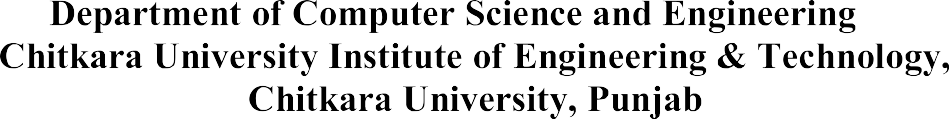 Department of Computer Science and Engineering
Chitkara University Institute of Engineering & Technology,
Chitkara University, Punjab